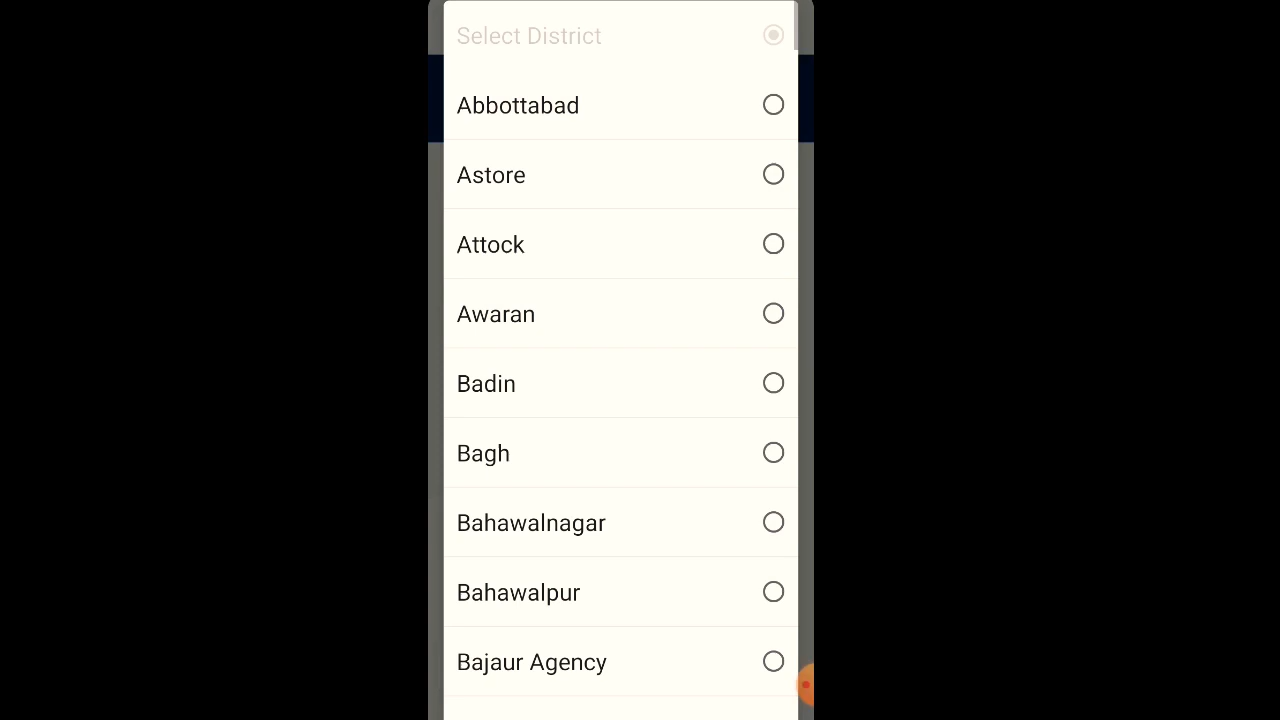 Select District
Abbottabad
Astore
Attock
Awaran
Badin
Bagh
Bahawalnagar
Bahawalpur
Bajaur Agency